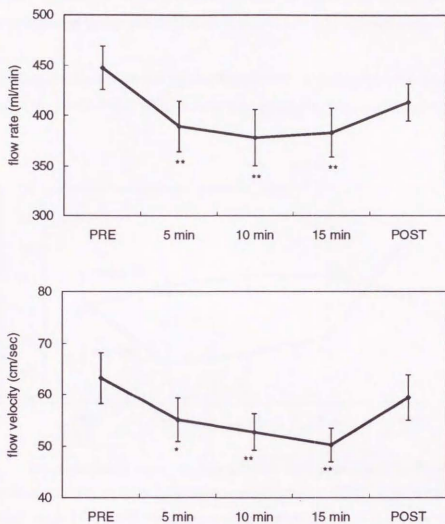 500
450
400
350
300
flow rate (ml/min)
** ** **
PRE 5 min 10 min 15 min POST
80
70
60
50
40
flow velocity (cm/sec)
* ** **
PRE 5 min 10 min 15 min POST